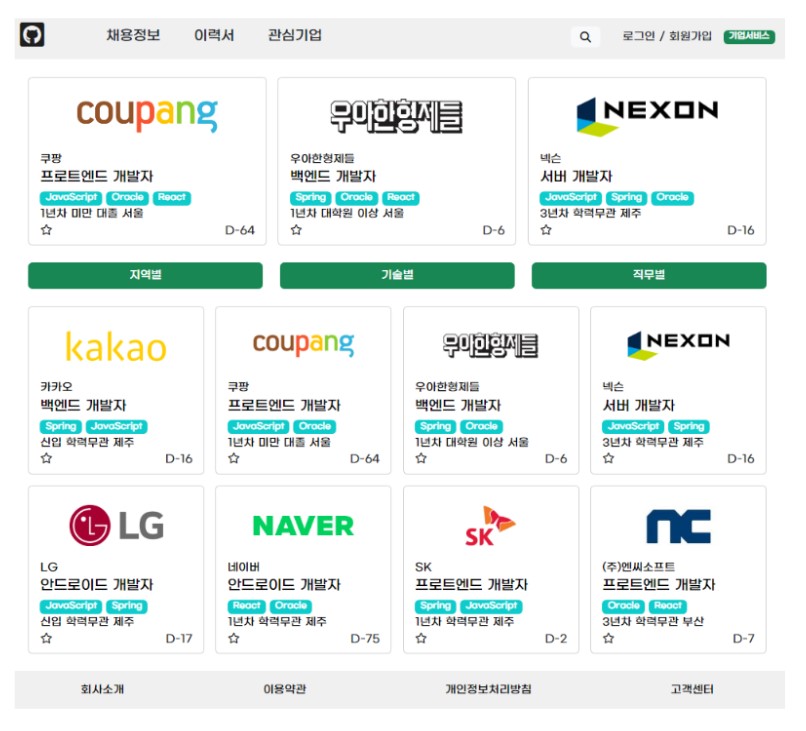 채용정보 이력서 관심기업 로그인 / 회원가입 기업서비스
coupang
쿠팡
프로트엔드 개발자
JavaScript Oracle React
1년차 미만 대졸 서울
D-64
우아한형제들
우아한형제들
백엔드 개발자
Spring Oracle React
1년차 대학원 이상 서울
D-6
NEXON
넥슨
서버 개발자
JavaScript Spring Oracle
3년차 학력무관 제주
D-16
지역별 기술별 직무별
kakao
카카오
백엔드 개발자
Spring JavaScript
신입 학력무관 제주
D-16
coupang
쿠팡
프로트엔드 개발자
JavaScript Oracle
1년차 미만 대졸 서울
D-64
우아한형제들
우아한형제들
백엔드 개발자
Spring Oracle
1년차 대학원 이상 서울
D-6
NEXON
넥슨
서버 개발자
JavaScript Spring
3년차 학력무관 제주
D-16
LG
LG
안드로이드 개발자
JavaScript Spring
신입 학력무관 제주
D-17
NAVER
네이버
안드로이드 개발자
React Oracle
1년차 학력무관 제주
D-75
SK
SK
프로트엔드 개발자
Spring JavaScript
1년차 학력무관 제주
D-2
nc
(주)엔씨소프트
프로트엔드 개발자
Oracle React
3년차 학력무관 부산
D-7
회사소개 이용약관 개인정보처리방침 고객센터